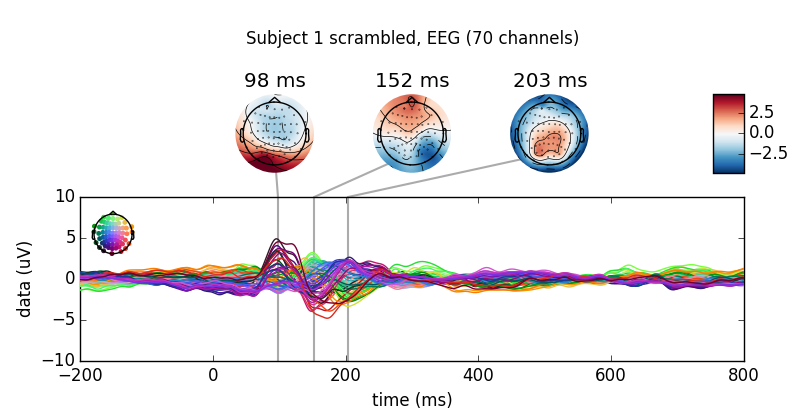 Subject 1 scrambled, EEG (70 channels)
98 ms 152 ms 203 ms
2.5
0.0
−2.5
10
5
0
−5
−10
data (uV)
−200 0 200 400 600 800
time (ms)